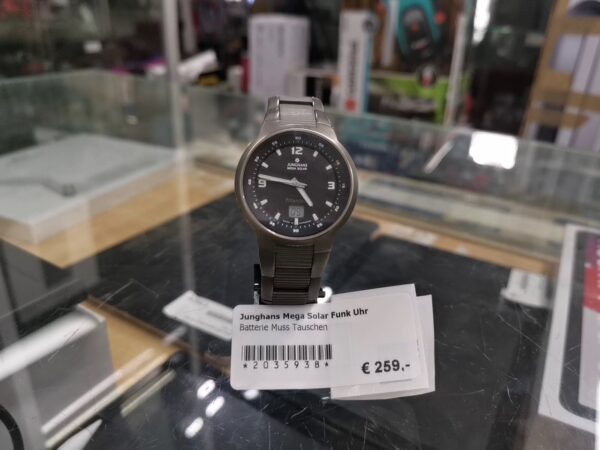 12
JUNGHANS
MEGA SOLAR
9
3
Junghans Mega Solar Funk Uhr
Batterie Muss Tauschen
*2035938*
€ 259.-